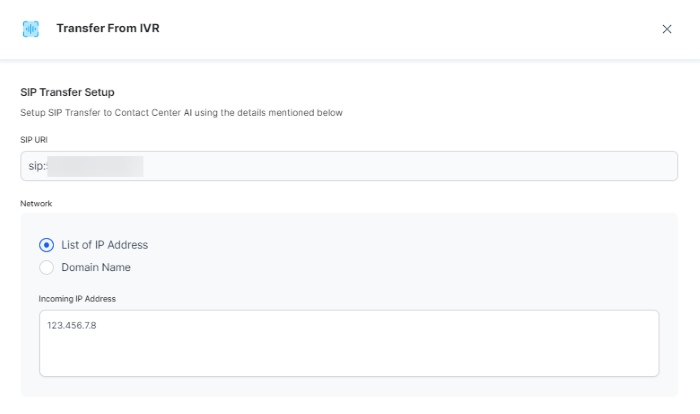 Transfer From IVR
SIP Transfer Setup
Setup SIP Transfer to Contact Center AI using the details mentioned below
SIP URI
sip:
Network
List of IP Address
Domain Name
Incoming IP Address
123.456.7.8